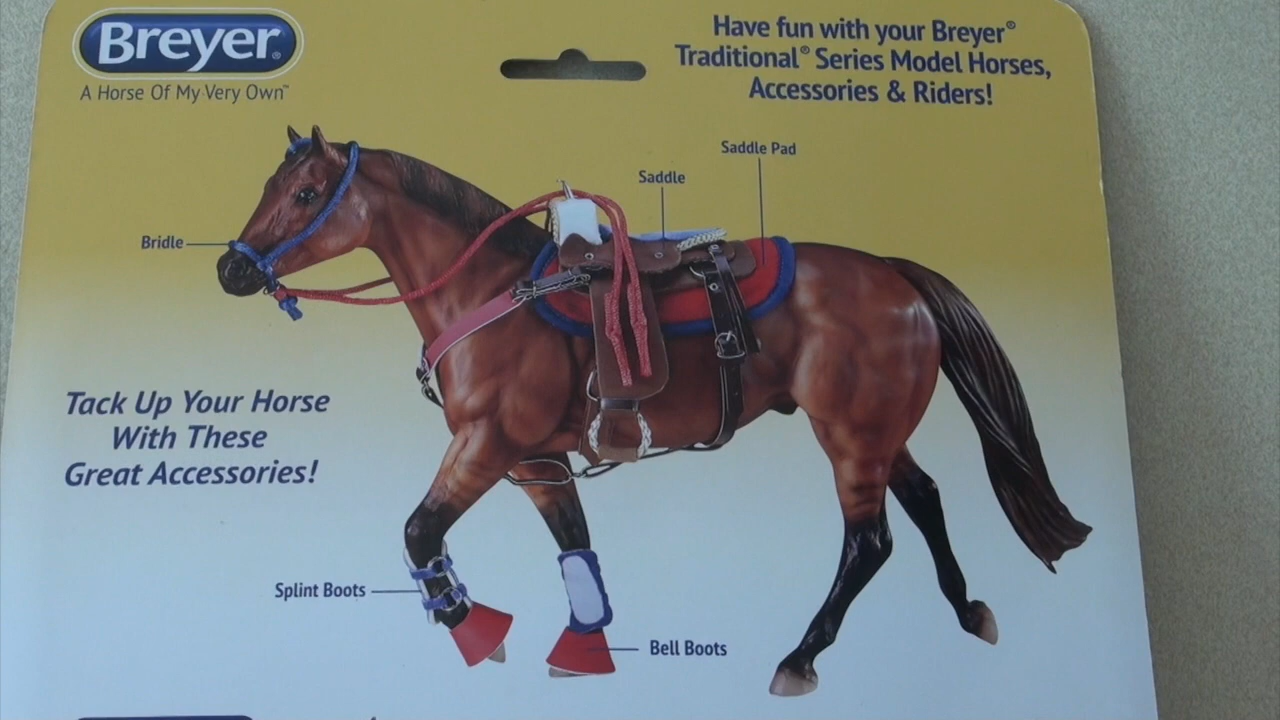 Breyer®
A Horse Of My Very Own™
Have fun with your Breyer®
Traditional® Series Model Horses,
Accessories & Riders!
Saddle Pad
Saddle
Bridle
Tack Up Your Horse
With These
Great Accessories!
Splint Boots
Bell Boots